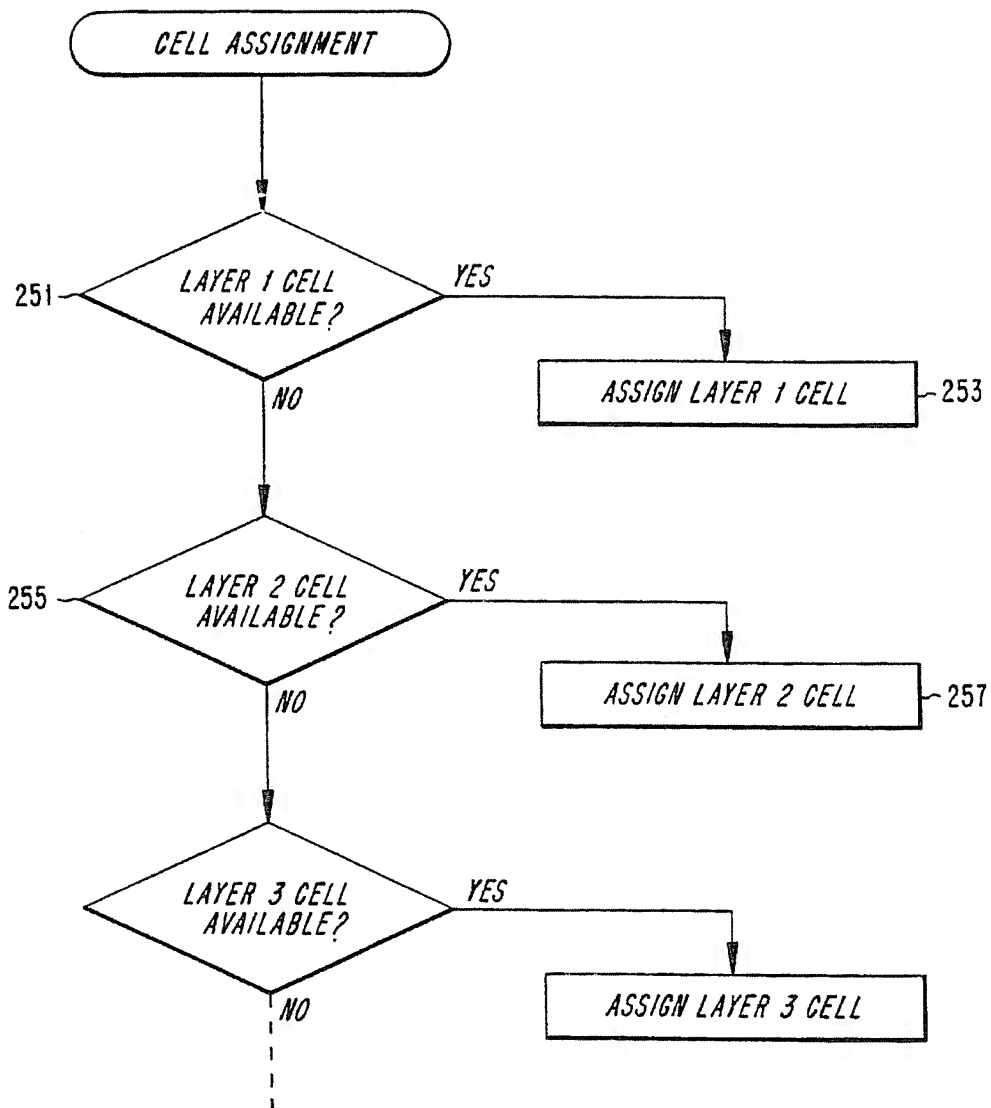 CELL ASSIGNMENT
251
LAYER 1 CELL
AVAILABLE?
YES
NO
ASSIGN LAYER 1 CELL
253
255
LAYER 2 CELL
AVAILABLE?
YES
NO
ASSIGN LAYER 2 CELL
257
LAYER 3 CELL
AVAILABLE?
YES
NO
ASSIGN LAYER 3 CELL